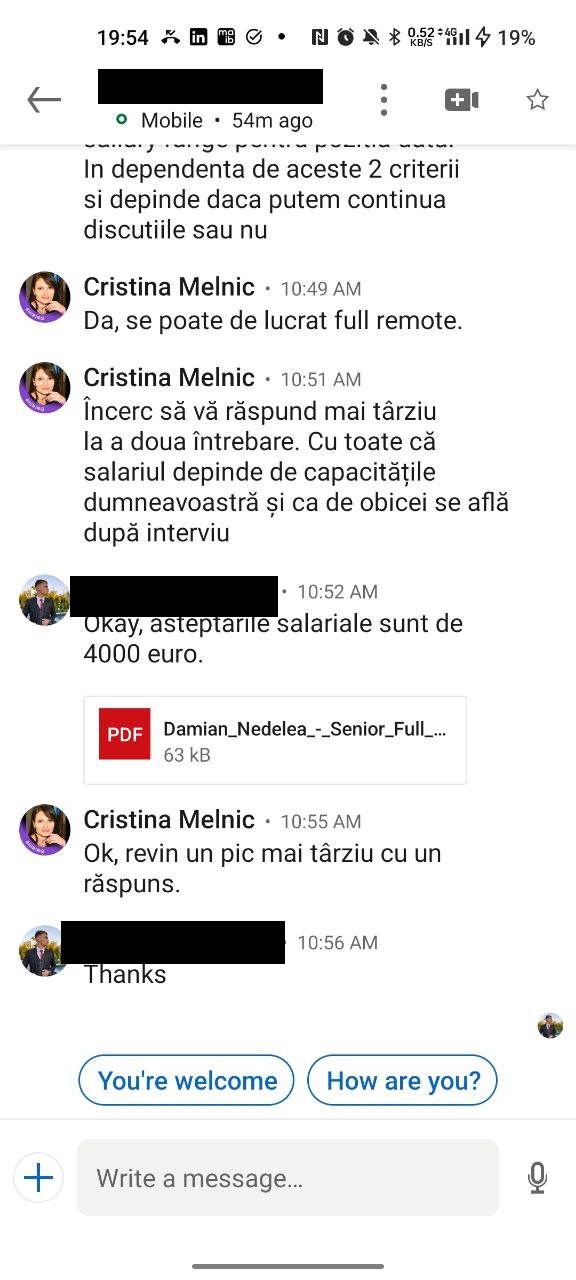 19:54
0.52 KB/S
4G
19%
Mobile • 54m ago
In dependenta de aceste 2 criterii
si depinde daca putem continua
discutiile sau nu
Cristina Melnic • 10:49 AM
Da, se poate de lucrat full remote.
Cristina Melnic • 10:51 AM
Încerc să vă răspund mai târziu
la a doua întrebare. Cu toate că
salariul depinde de capacitățile
dumneavoastră și ca de obicei se află
după interviu
• 10:52 AM
Okay, asteptarile salariale sunt de
4000 euro.
PDF
Damian_Nedelea_-_Senior_Full_...
63 kB
Cristina Melnic • 10:55 AM
Ok, revin un pic mai târziu cu un
răspuns.
10:56 AM
Thanks
You're welcome
How are you?
Write a message...